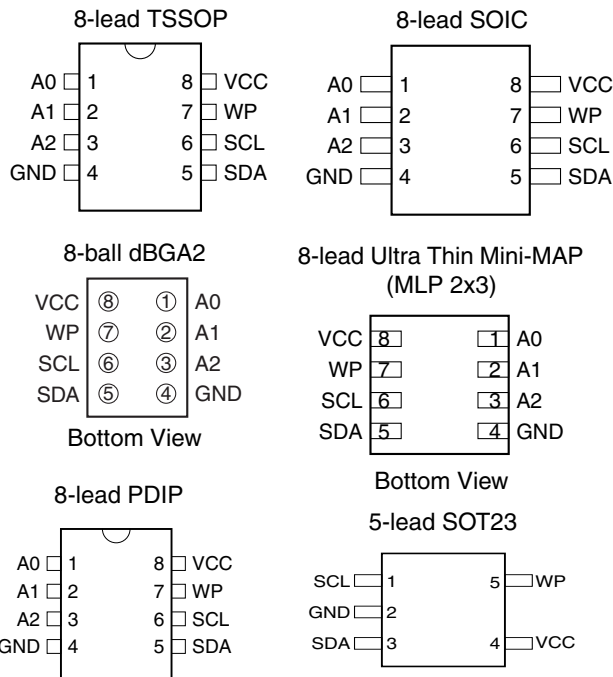 8-lead TSSOP
A0 1 8 VCC
A1 2 7 WP
A2 3 6 SCL
GND 4 5 SDA
8-lead SOIC
A0 1 8 VCC
A1 2 7 WP
A2 3 6 SCL
GND 4 5 SDA
8-ball dBGA2
VCC 8 1 A0
WP 7 2 A1
SCL 6 3 A2
SDA 5 4 GND
Bottom View
8-lead Ultra Thin Mini-MAP
(MLP 2x3)
VCC 8 1 A0
WP 7 2 A1
SCL 6 3 A2
SDA 5 4 GND
Bottom View
8-lead PDIP
A0 1 8 VCC
A1 2 7 WP
A2 3 6 SCL
GND 4 5 SDA
5-lead SOT23
SCL 1 5 WP
GND 2
SDA 3 4 VCC